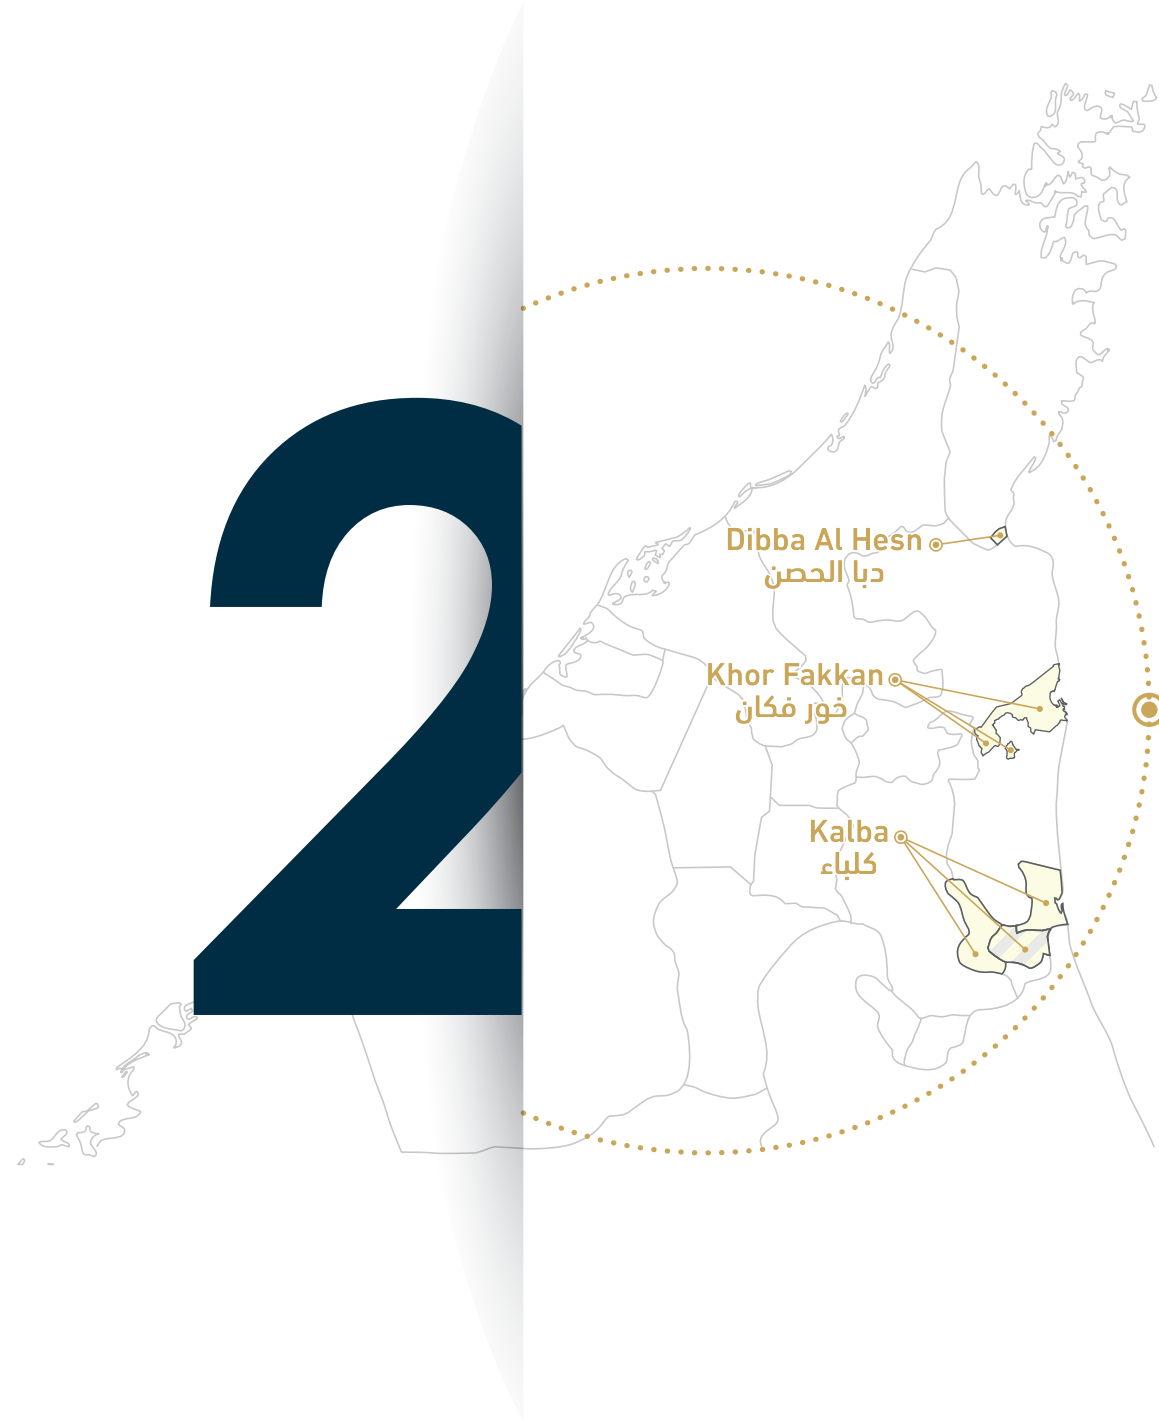 2
Dibba Al Hesn
دبا الحصن
Khor Fakkan
خور فكان
Kalba
كلباء